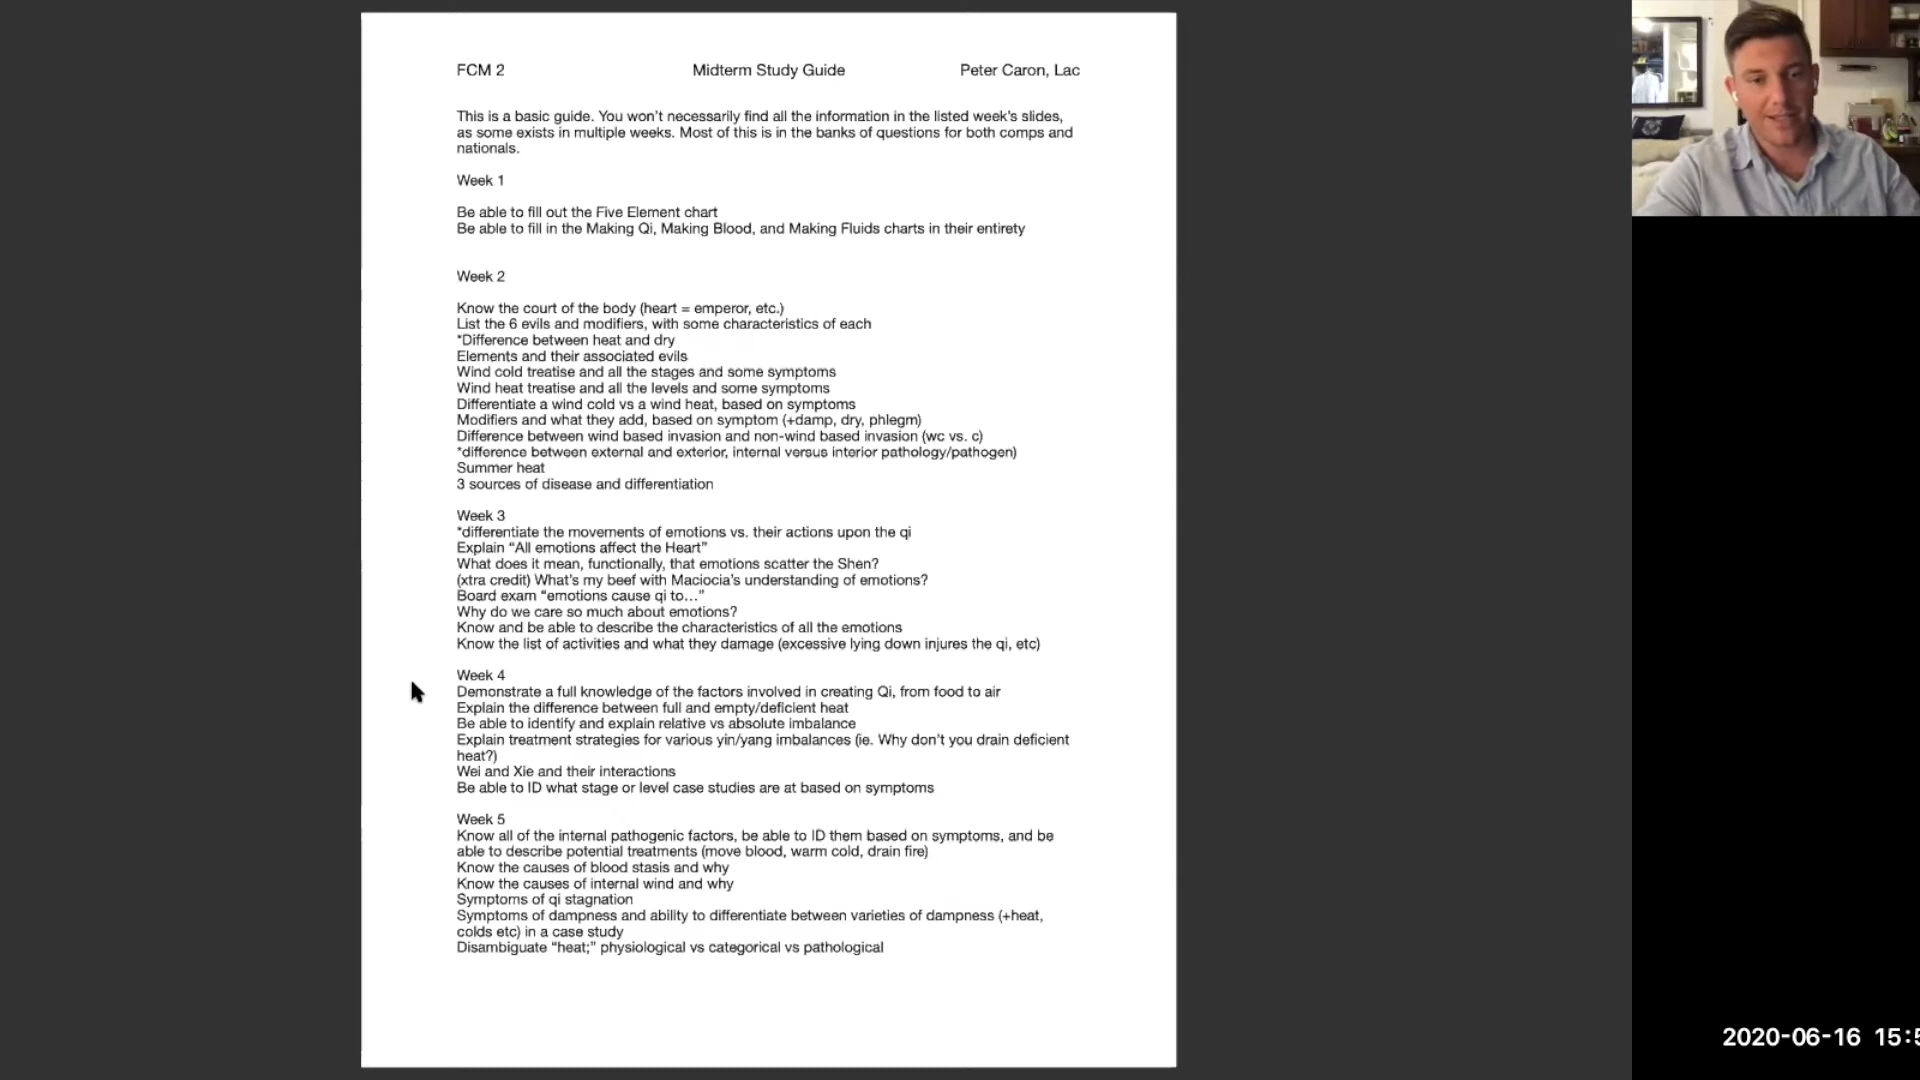 FCM 2 Midterm Study Guide Peter Caron, Lac
This is a basic guide. You won't necessarily find all the information in the listed week's slides,
as some exists in multiple weeks. Most of this is in the banks of questions for both comps and
nationals.
Week 1
Be able to fill out the Five Element chart
Be able to fill in the Making Qi, Making Blood, and Making Fluids charts in their entirety
Week 2
Know the court of the body (heart = emperor, etc.)
List the 6 evils and modifiers, with some characteristics of each
*Difference between heat and dry
Elements and their associated evils
Wind cold treatise and all the stages and some symptoms
Wind heat treatise and all the levels and some symptoms
Differentiate a wind cold vs a wind heat, based on symptoms
Modifiers and what they add, based on symptom (+damp, dry, phlegm)
Difference between wind based invasion and non-wind based invasion (wc vs. c)
*difference between external and exterior, internal versus interior pathology/pathogen)
Summer heat
3 sources of disease and differentiation
Week 3
*differentiate the movements of emotions vs. their actions upon the qi
Explain “All emotions affect the Heart”
What does it mean, functionally, that emotions scatter the Shen?
(xtra credit) What's my beef with Maciocia's understanding of emotions?
Board exam “emotions cause qi to…”
Why do we care so much about emotions?
Know and be able to describe the characteristics of all the emotions
Know the list of activities and what they damage (excessive lying down injures the qi, etc)
Week 4
Demonstrate a full knowledge of the factors involved in creating Qi, from food to air
Explain the difference between full and empty/deficient heat
Be able to identify and explain relative vs absolute imbalance
Explain treatment strategies for various yin/yang imbalances (ie. Why don't you drain deficient
heat?)
Wei and Xie and their interactions
Be able to ID what stage or level case studies are at based on symptoms
Week 5
Know all of the internal pathogenic factors, be able to ID them based on symptoms, and be
able to describe potential treatments (move blood, warm cold, drain fire)
Know the causes of blood stasis and why
Know the causes of internal wind and why
Symptoms of qi stagnation
Symptoms of dampness and ability to differentiate between varieties of dampness (+heat,
colds etc) in a case study
Disambiguate “heat;” physiological vs categorical vs pathological
2020-06-16 15:5